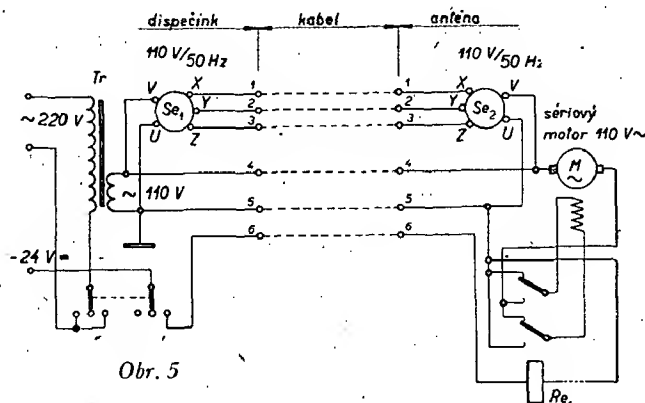 dispečink kabel anténa
110 V/50 Hz 110 V/50 Hz
Tr V X 1 1 X V
Se1 Y 2 2 Y Se2
U Z 3 3 Z U
sériový
motor 110 V~
~220V
M
~
4 4
~ 110 V
5 5
6 6
-24 V=
Obr. 5
Re.